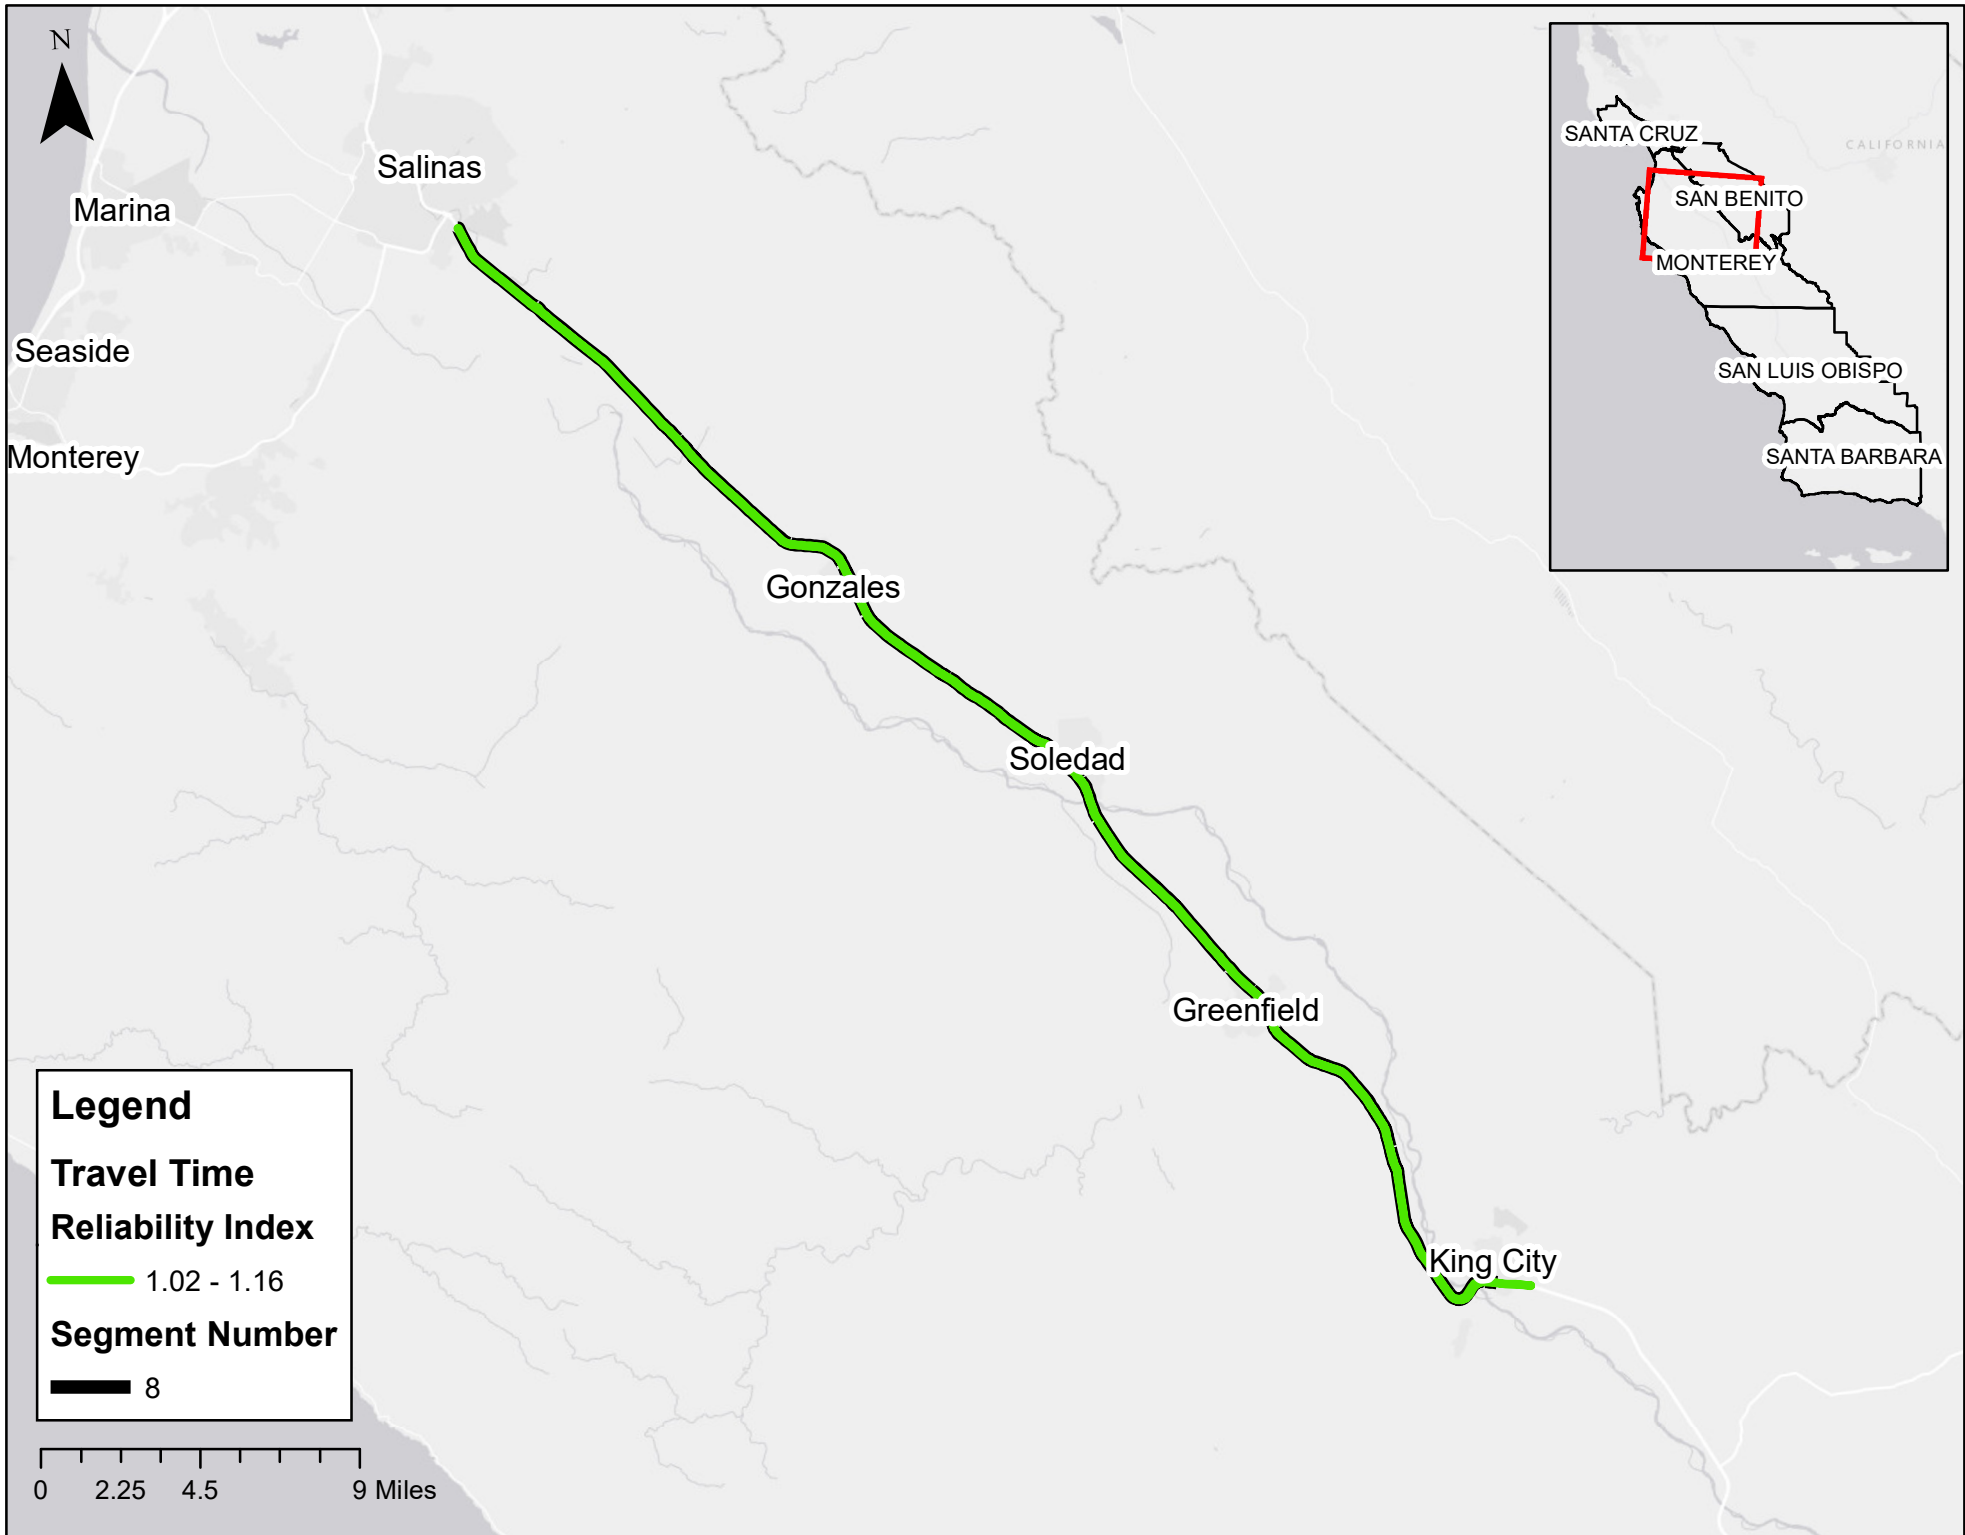 N
Salinas
Marina
Seaside
Monterey
Gonzales
Soledad
Greenfield
King City
SANTA CRUZ
CALIFORNIA
SAN BENITO
MONTEREY
SAN LUIS OBISPO
SANTA BARBARA
Legend
Travel Time
Reliability Index
1.02 - 1.16
Segment Number
8
0 2.25 4.5 9 Miles